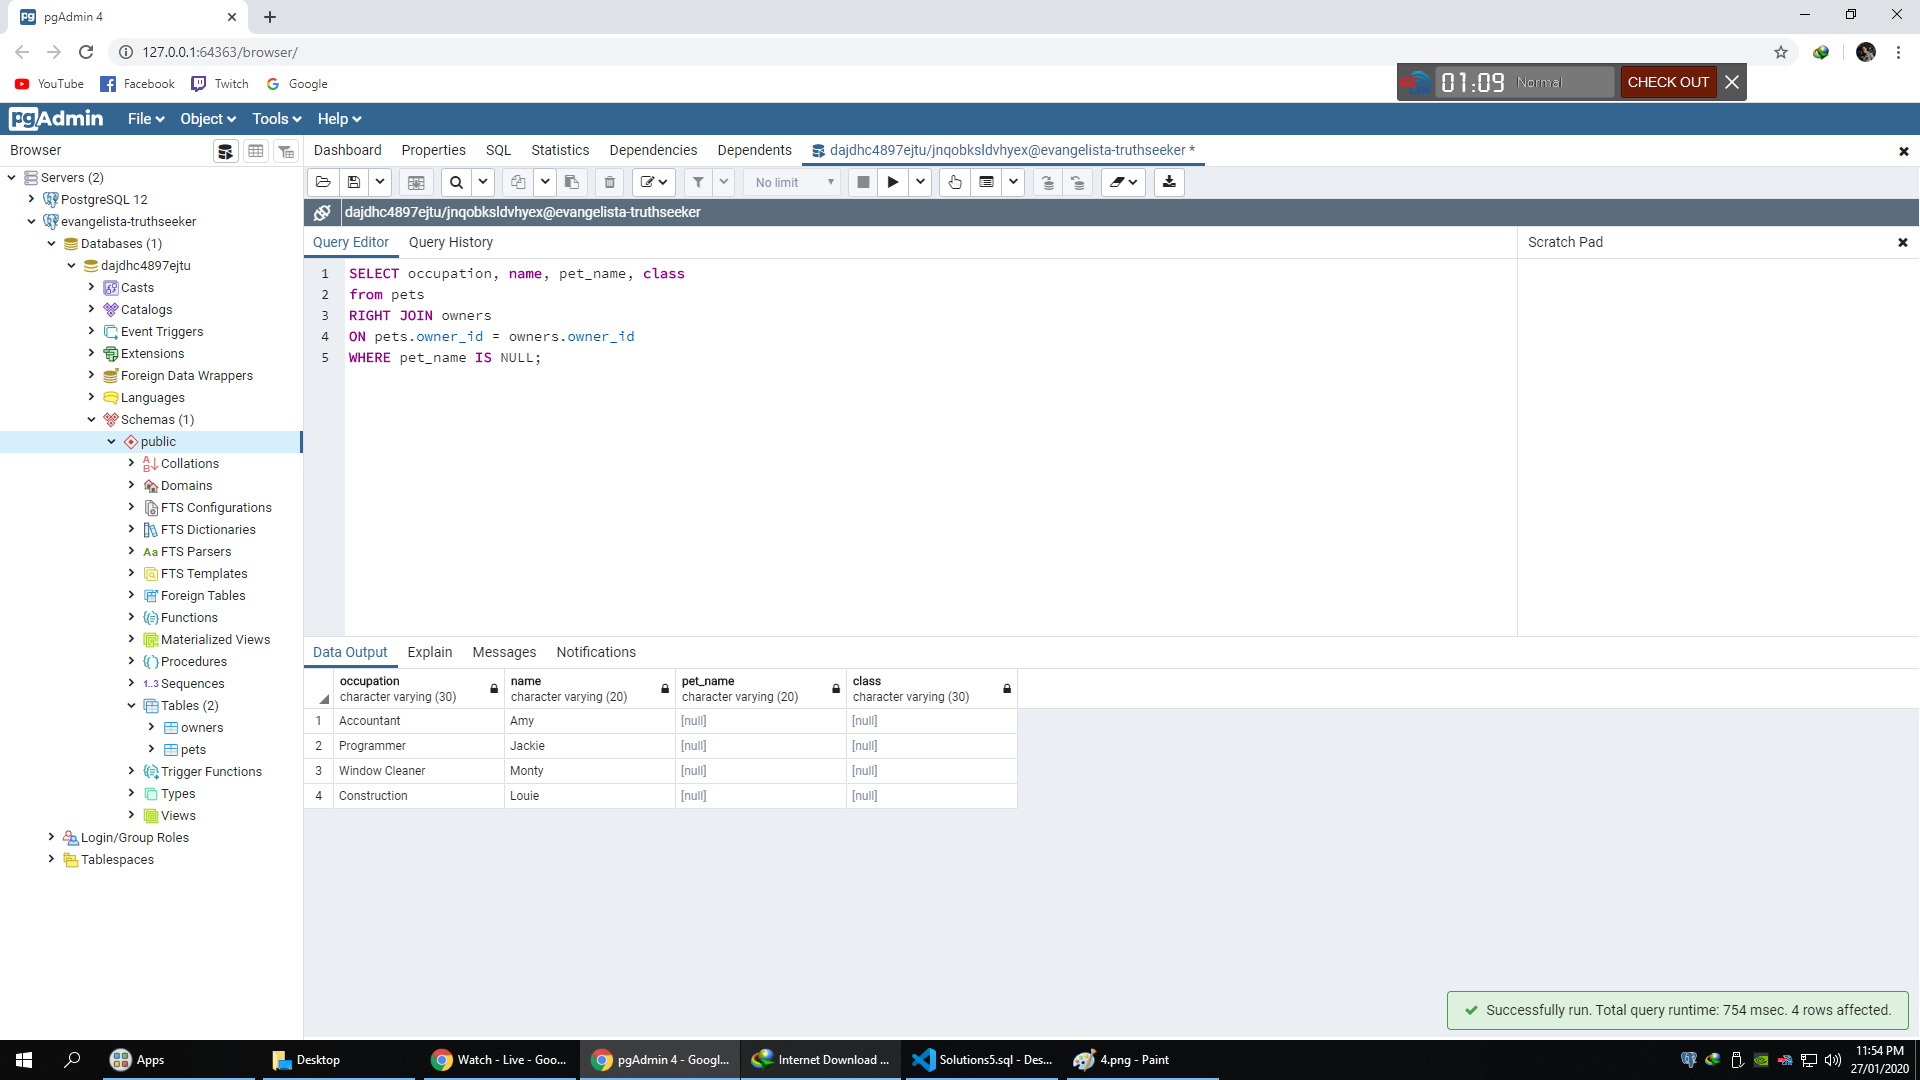 pgAdmin 4
127.0.0.1:64363/browser/
YouTube Facebook Twitch Google
01:09 Normal CHECK OUT
pgAdmin File Object Tools Help
Browser
Dashboard Properties SQL Statistics Dependencies Dependents dajdhc4897ejtu/jnqobksldvhyex@evangelista-truthseeker *
No limit
dajdhc4897ejtu/jnqobksldvhyex@evangelista-truthseeker
Query Editor Query History
Scratch Pad
1 SELECT occupation, name, pet_name, class
2 from pets
3 RIGHT JOIN owners
4 ON pets.owner_id = owners.owner_id
5 WHERE pet_name IS NULL;
Servers (2)
PostgreSQL 12
evangelista-truthseeker
Databases (1)
dajdhc4897ejtu
Casts
Catalogs
Event Triggers
Extensions
Foreign Data Wrappers
Languages
Schemas (1)
public
Collations
Domains
FTS Configurations
FTS Dictionaries
Aa FTS Parsers
FTS Templates
Foreign Tables
Functions
Materialized Views
Procedures
1..3 Sequences
Tables (2)
owners
pets
Trigger Functions
Types
Views
Login/Group Roles
Tablespaces
Data Output Explain Messages Notifications
occupation name pet_name class
character varying (30) character varying (20) character varying (20) character varying (30)
1 Accountant Amy [null] [null]
2 Programmer Jackie [null] [null]
3 Window Cleaner Monty [null] [null]
4 Construction Louie [null] [null]
Successfully run. Total query runtime: 754 msec. 4 rows affected.
Apps Desktop Watch - Live - Goo... pgAdmin 4 - Googl... Internet Download ... Solutions5.sql - Des... 4.png - Paint
11:54 PM
27/01/2020